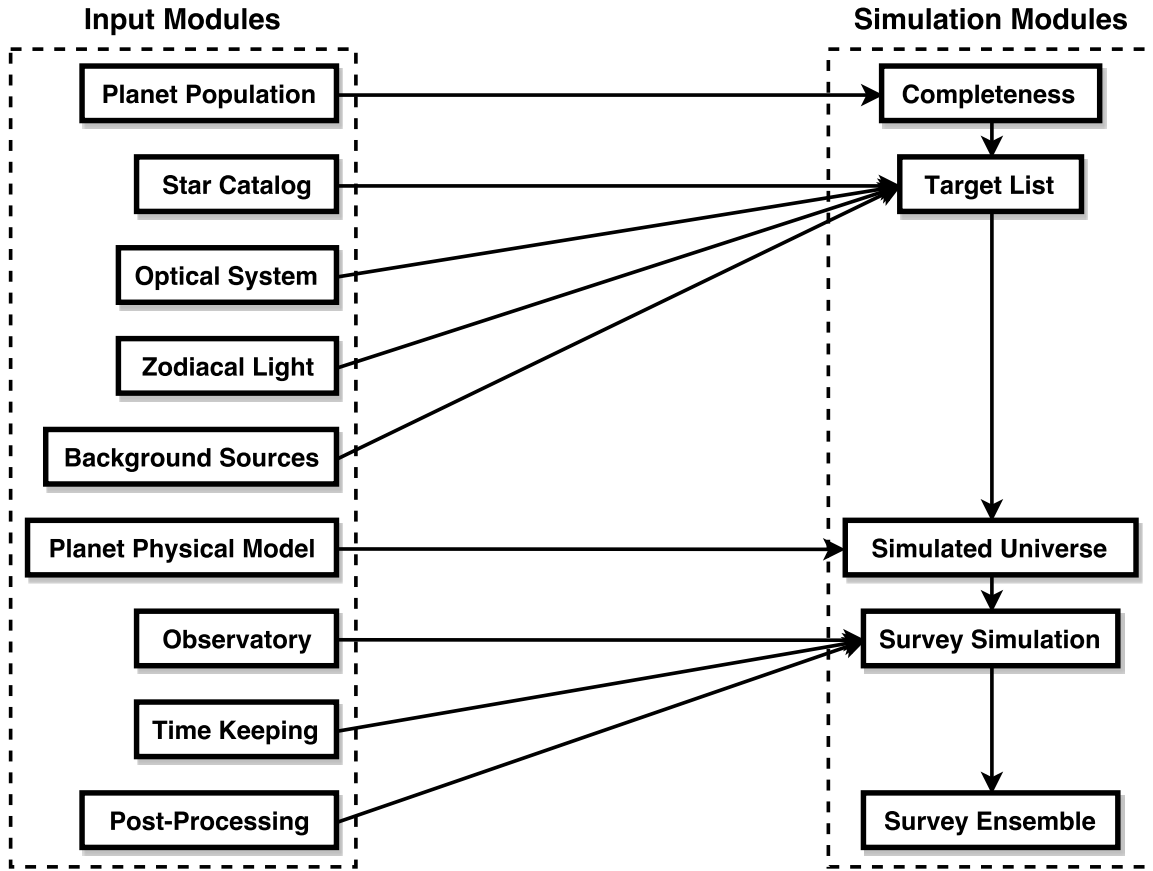 Input Modules
Simulation Modules
Planet Population
Completeness
Star Catalog
Target List
Optical System
Zodiacal Light
Background Sources
Planet Physical Model
Simulated Universe
Observatory
Survey Simulation
Time Keeping
Post-Processing
Survey Ensemble